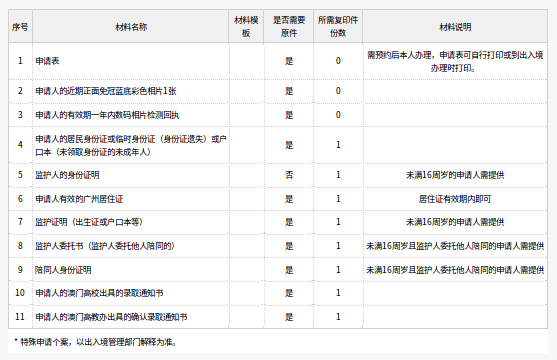 序号 材料名称 材料模板 是否需要原件 所需复印件份数 材料说明
1 申请表 是 0 需预约后本人办理，申请表可自行打印或到出入境办理时打印。
2 申请人的近期正面免冠蓝底彩色相片1张 是 0
3 申请人的有效期一年内数码相片检测回执 是 0
4 申请人的居民身份证或临时身份证（身份证遗失）或户口本（未领取身份证的未成年人） 是 1
5 监护人的身份证明 否 1 未满16周岁的申请人需提供
6 申请人有效的广州居住证 是 1 居住证有效期内即可
7 监护证明（出生证或户口本等） 是 1 未满16周岁的申请人需提供
8 监护人委托书（监护人委托他人陪同的） 是 1 未满16周岁且监护人委托他人陪同的申请人需提供
9 陪同人身份证明 是 1 未满16周岁且监护人委托他人陪同的申请人需提供
10 申请人的澳门高校出具的录取通知书 是 1
11 申请人的澳门高教办出具的确认录取通知书 是 1
* 特殊申请个案，以出入境管理部门解释为准。